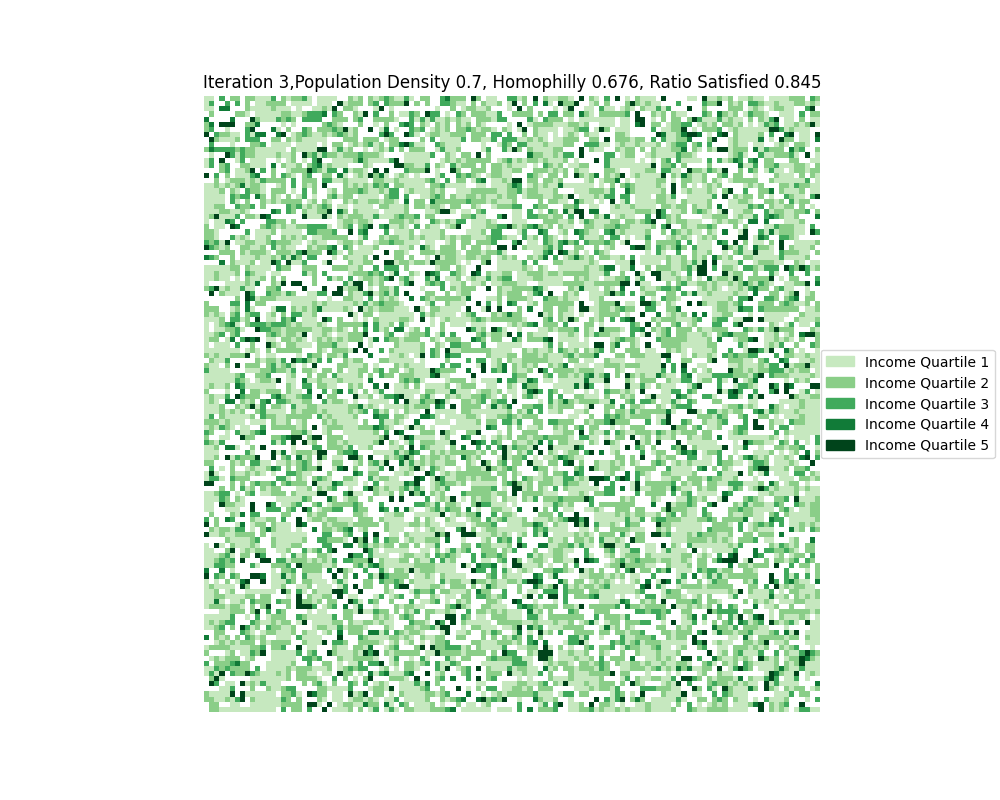 Iteration 3,Population Density 0.7, Homophilly 0.676, Ratio Satisfied 0.845
Income Quartile 1
Income Quartile 2
Income Quartile 3
Income Quartile 4
Income Quartile 5